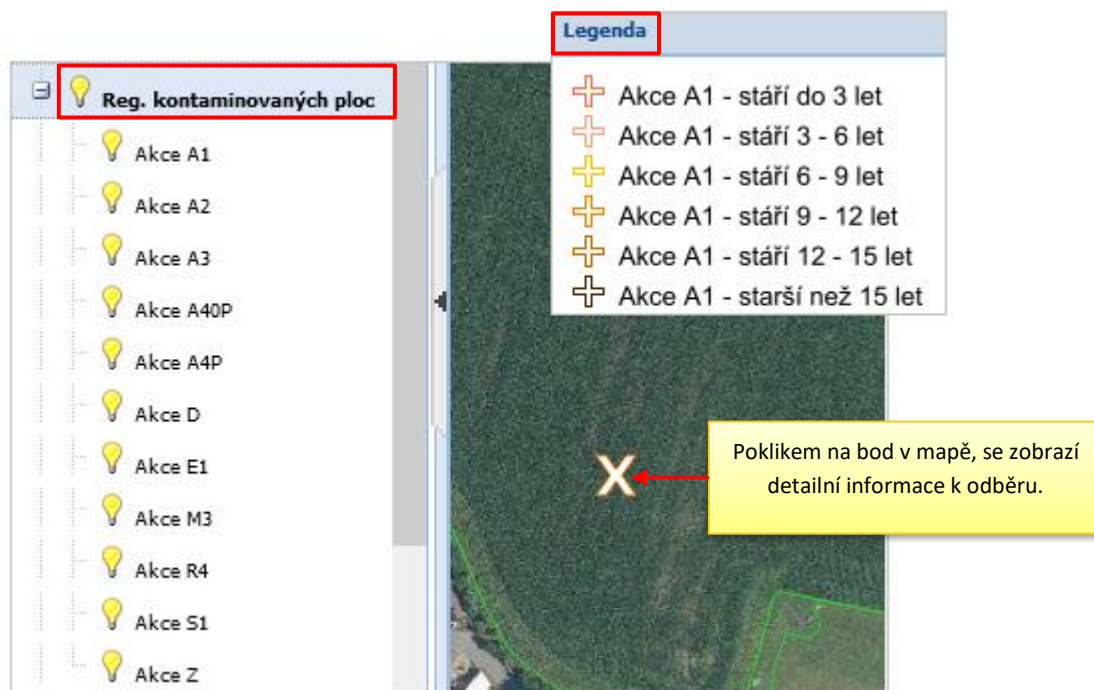 Legenda
Akce A1 - stáří do 3 let
Akce A1 - stáří 3 - 6 let
Akce A1 - stáří 6 - 9 let
Akce A1 - stáří 9 - 12 let
Akce A1 - stáří 12 - 15 let
Akce A1 - starší než 15 let
Reg. kontaminovaných ploc
Akce A1
Akce A2
Akce A3
Akce A40P
Akce A4P
Akce D
Akce E1
Akce M3
Akce R4
Akce S1
Akce Z
Poklikem na bod v mapě, se zobrazí
detailní informace k odběru.